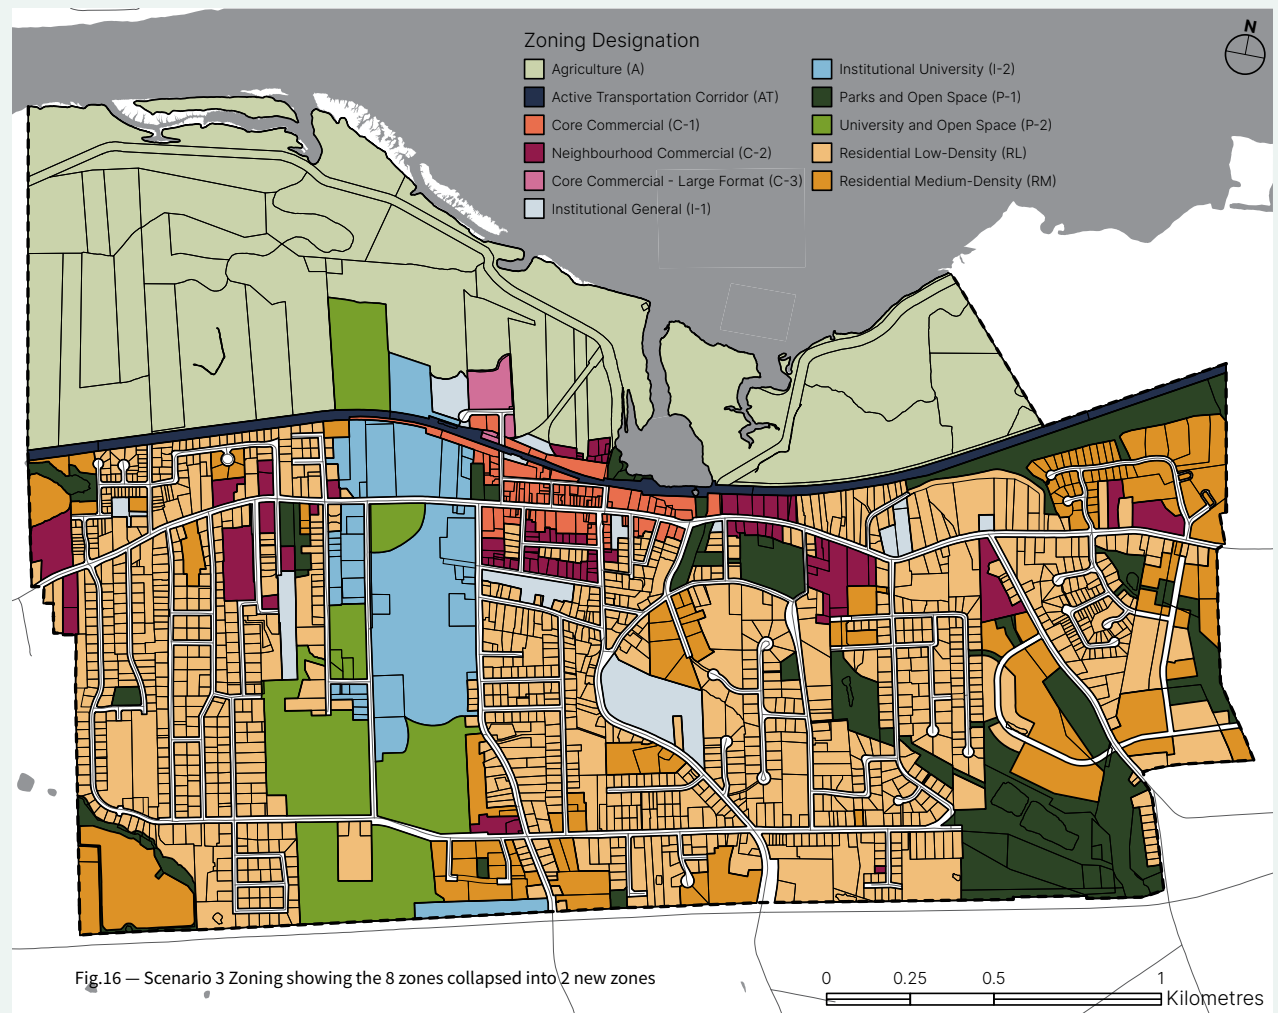 Zoning Designation
N
Agriculture (A)
Active Transportation Corridor (AT)
Core Commercial (C-1)
Neighbourhood Commercial (C-2)
Core Commercial - Large Format (C-3)
Institutional General (I-1)
Institutional University (I-2)
Parks and Open Space (P-1)
University and Open Space (P-2)
Residential Low-Density (RL)
Residential Medium-Density (RM)
Fig.16 — Scenario 3 Zoning showing the 8 zones collapsed into 2 new zones
0 0.25 0.5 1
Kilometres